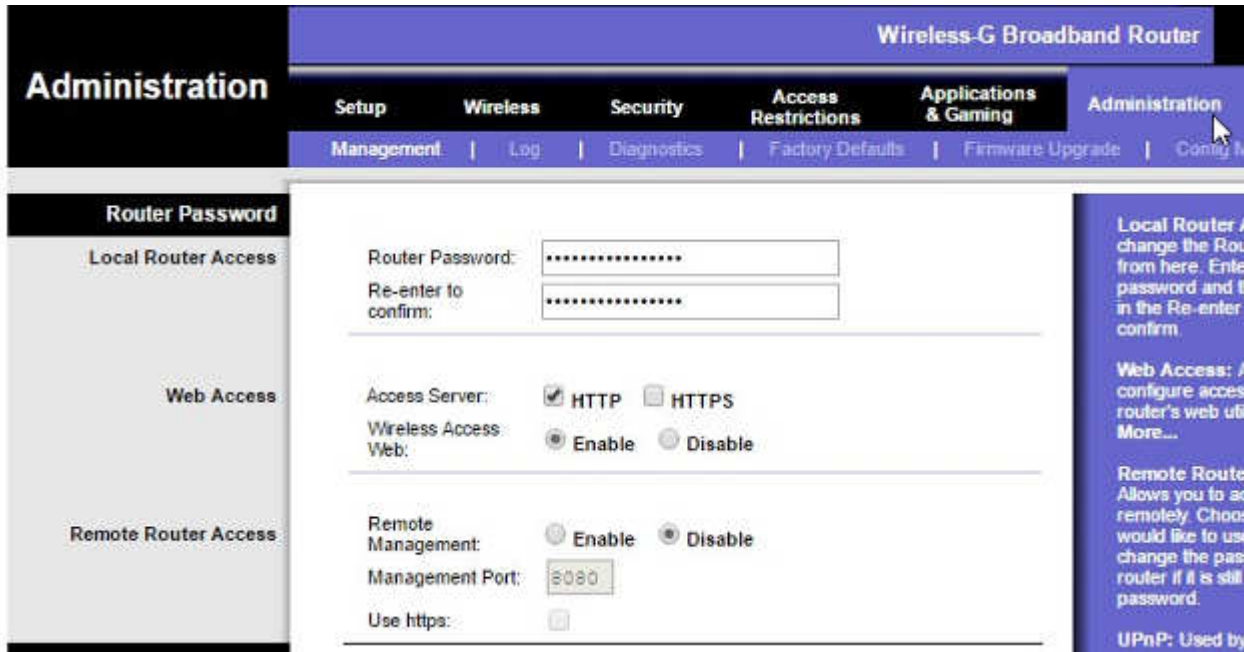 Wireless-G Broadband Router
Administration
Setup Wireless Security Access Restrictions Applications & Gaming Administration
Management | Log | Diagnostics | Factory Defaults | Firmware Upgrade | Config
Router Password
Local Router Access
Router Password: ••••••••••••••••
Re-enter to
confirm: ••••••••••••••••
Web Access
Access Server: HTTP HTTPS
Wireless Access
Web: Enable Disable
Remote Router Access
Remote
Management: Enable Disable
Management Port: 8080
Use https:
Local Router
change the Rou
from here. Ente
password and t
in the Re-enter
confirm.
Web Access: A
configure acces
router's web uti
More...
Remote Route
Allows you to ac
remotely. Choos
would like to use
change the pas
router if it is still
password.
UPnP: Used by